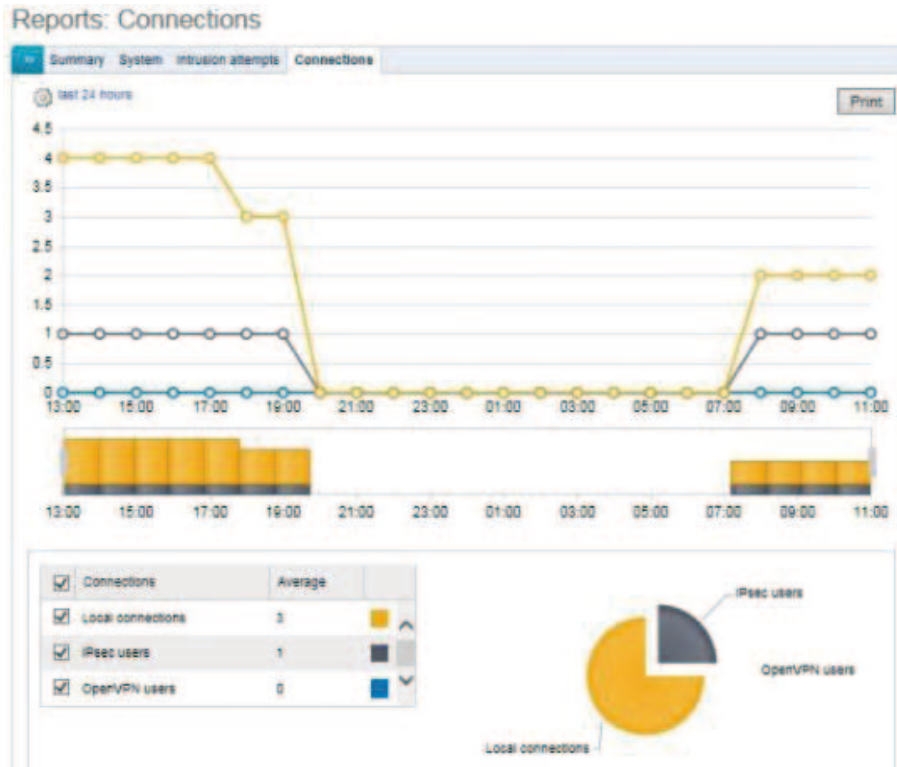 Reports: Connections
Summary System Intrusion attempts Connections
last 24 hours
Print
4.5
4
3.5
3
2.5
2
1.5
1
0.5
0
13:00 15:00 17:00 19:00 21:00 23:00 01:00 03:00 05:00 07:00 09:00 11:00
13:00 15:00 17:00 19:00 21:00 23:00 01:00 03:00 05:00 07:00 09:00 11:00
Connections Average
Local connections 3
IPsec users 1
OpenVPN users 0
IPsec users
OpenVPN users
Local connections